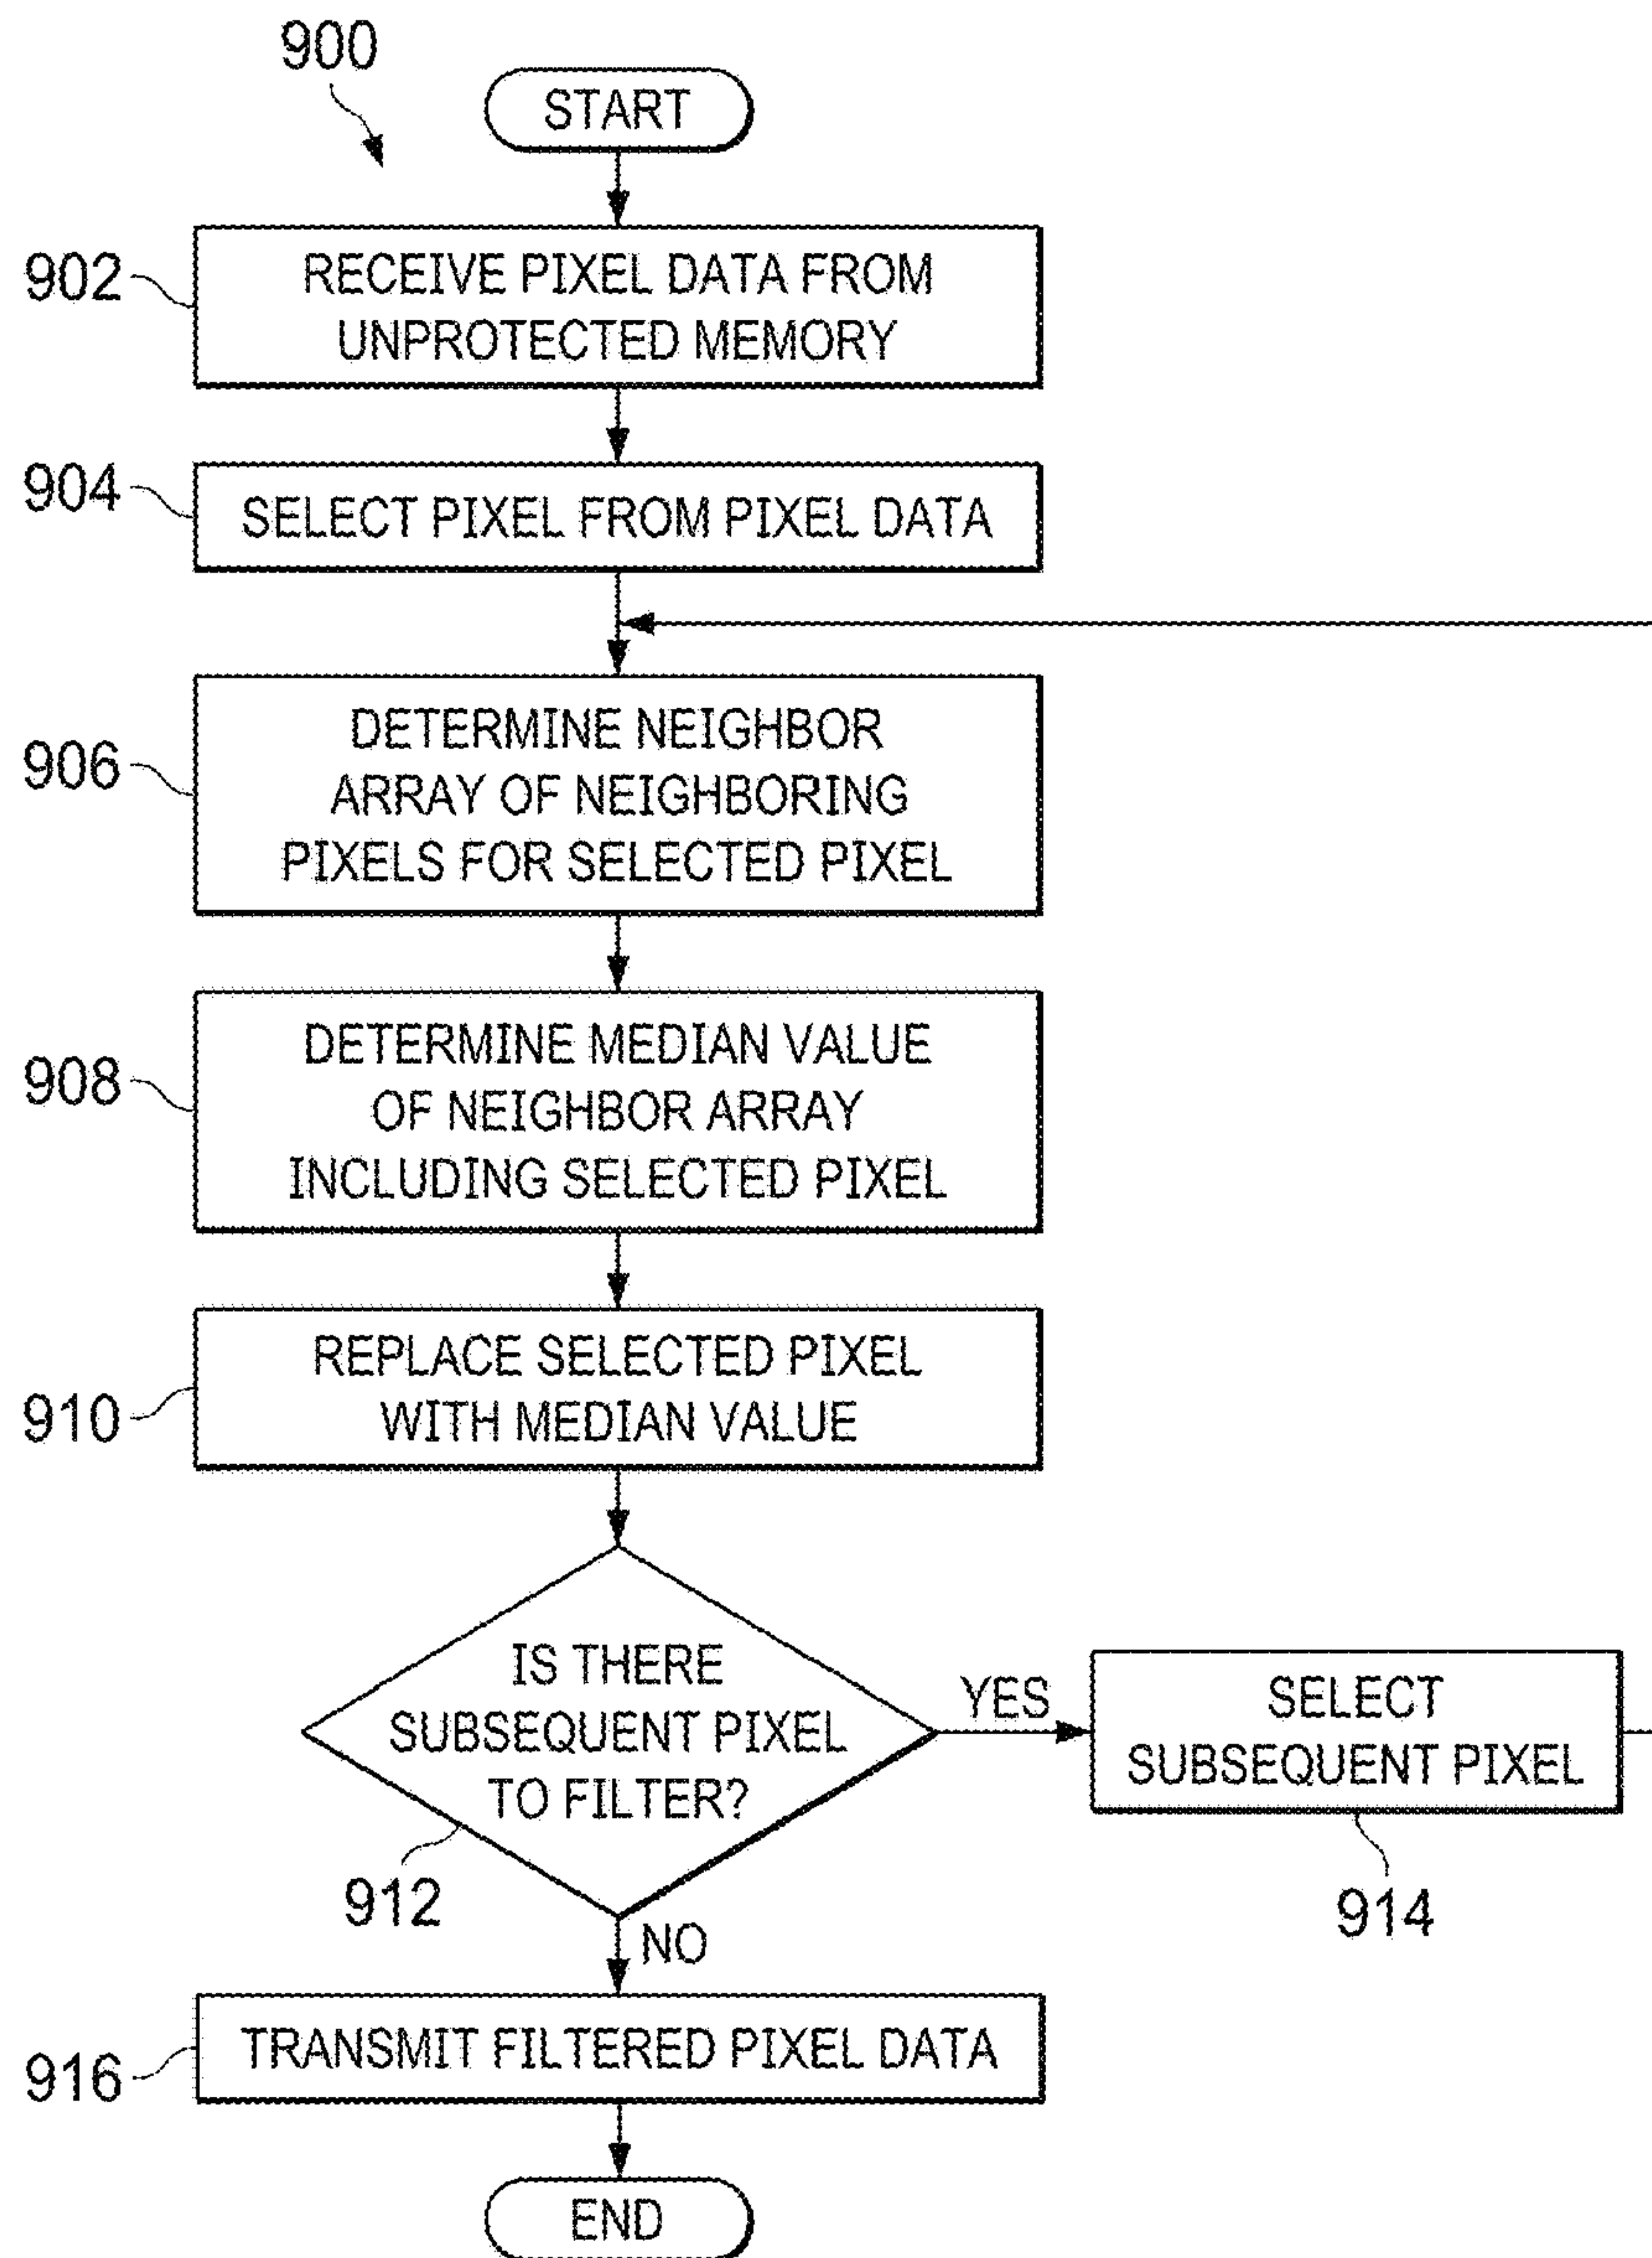 900
START
902
RECEIVE PIXEL DATA FROM
UNPROTECTED MEMORY
904
SELECT PIXEL FROM PIXEL DATA
906
DETERMINE NEIGHBOR
ARRAY OF NEIGHBORING
PIXELS FOR SELECTED PIXEL
908
DETERMINE MEDIAN VALUE
OF NEIGHBOR ARRAY
INCLUDING SELECTED PIXEL
910
REPLACE SELECTED PIXEL
WITH MEDIAN VALUE
IS THERE
SUBSEQUENT PIXEL
TO FILTER?
912
YES
SELECT
SUBSEQUENT PIXEL
914
NO
916
TRANSMIT FILTERED PIXEL DATA
END